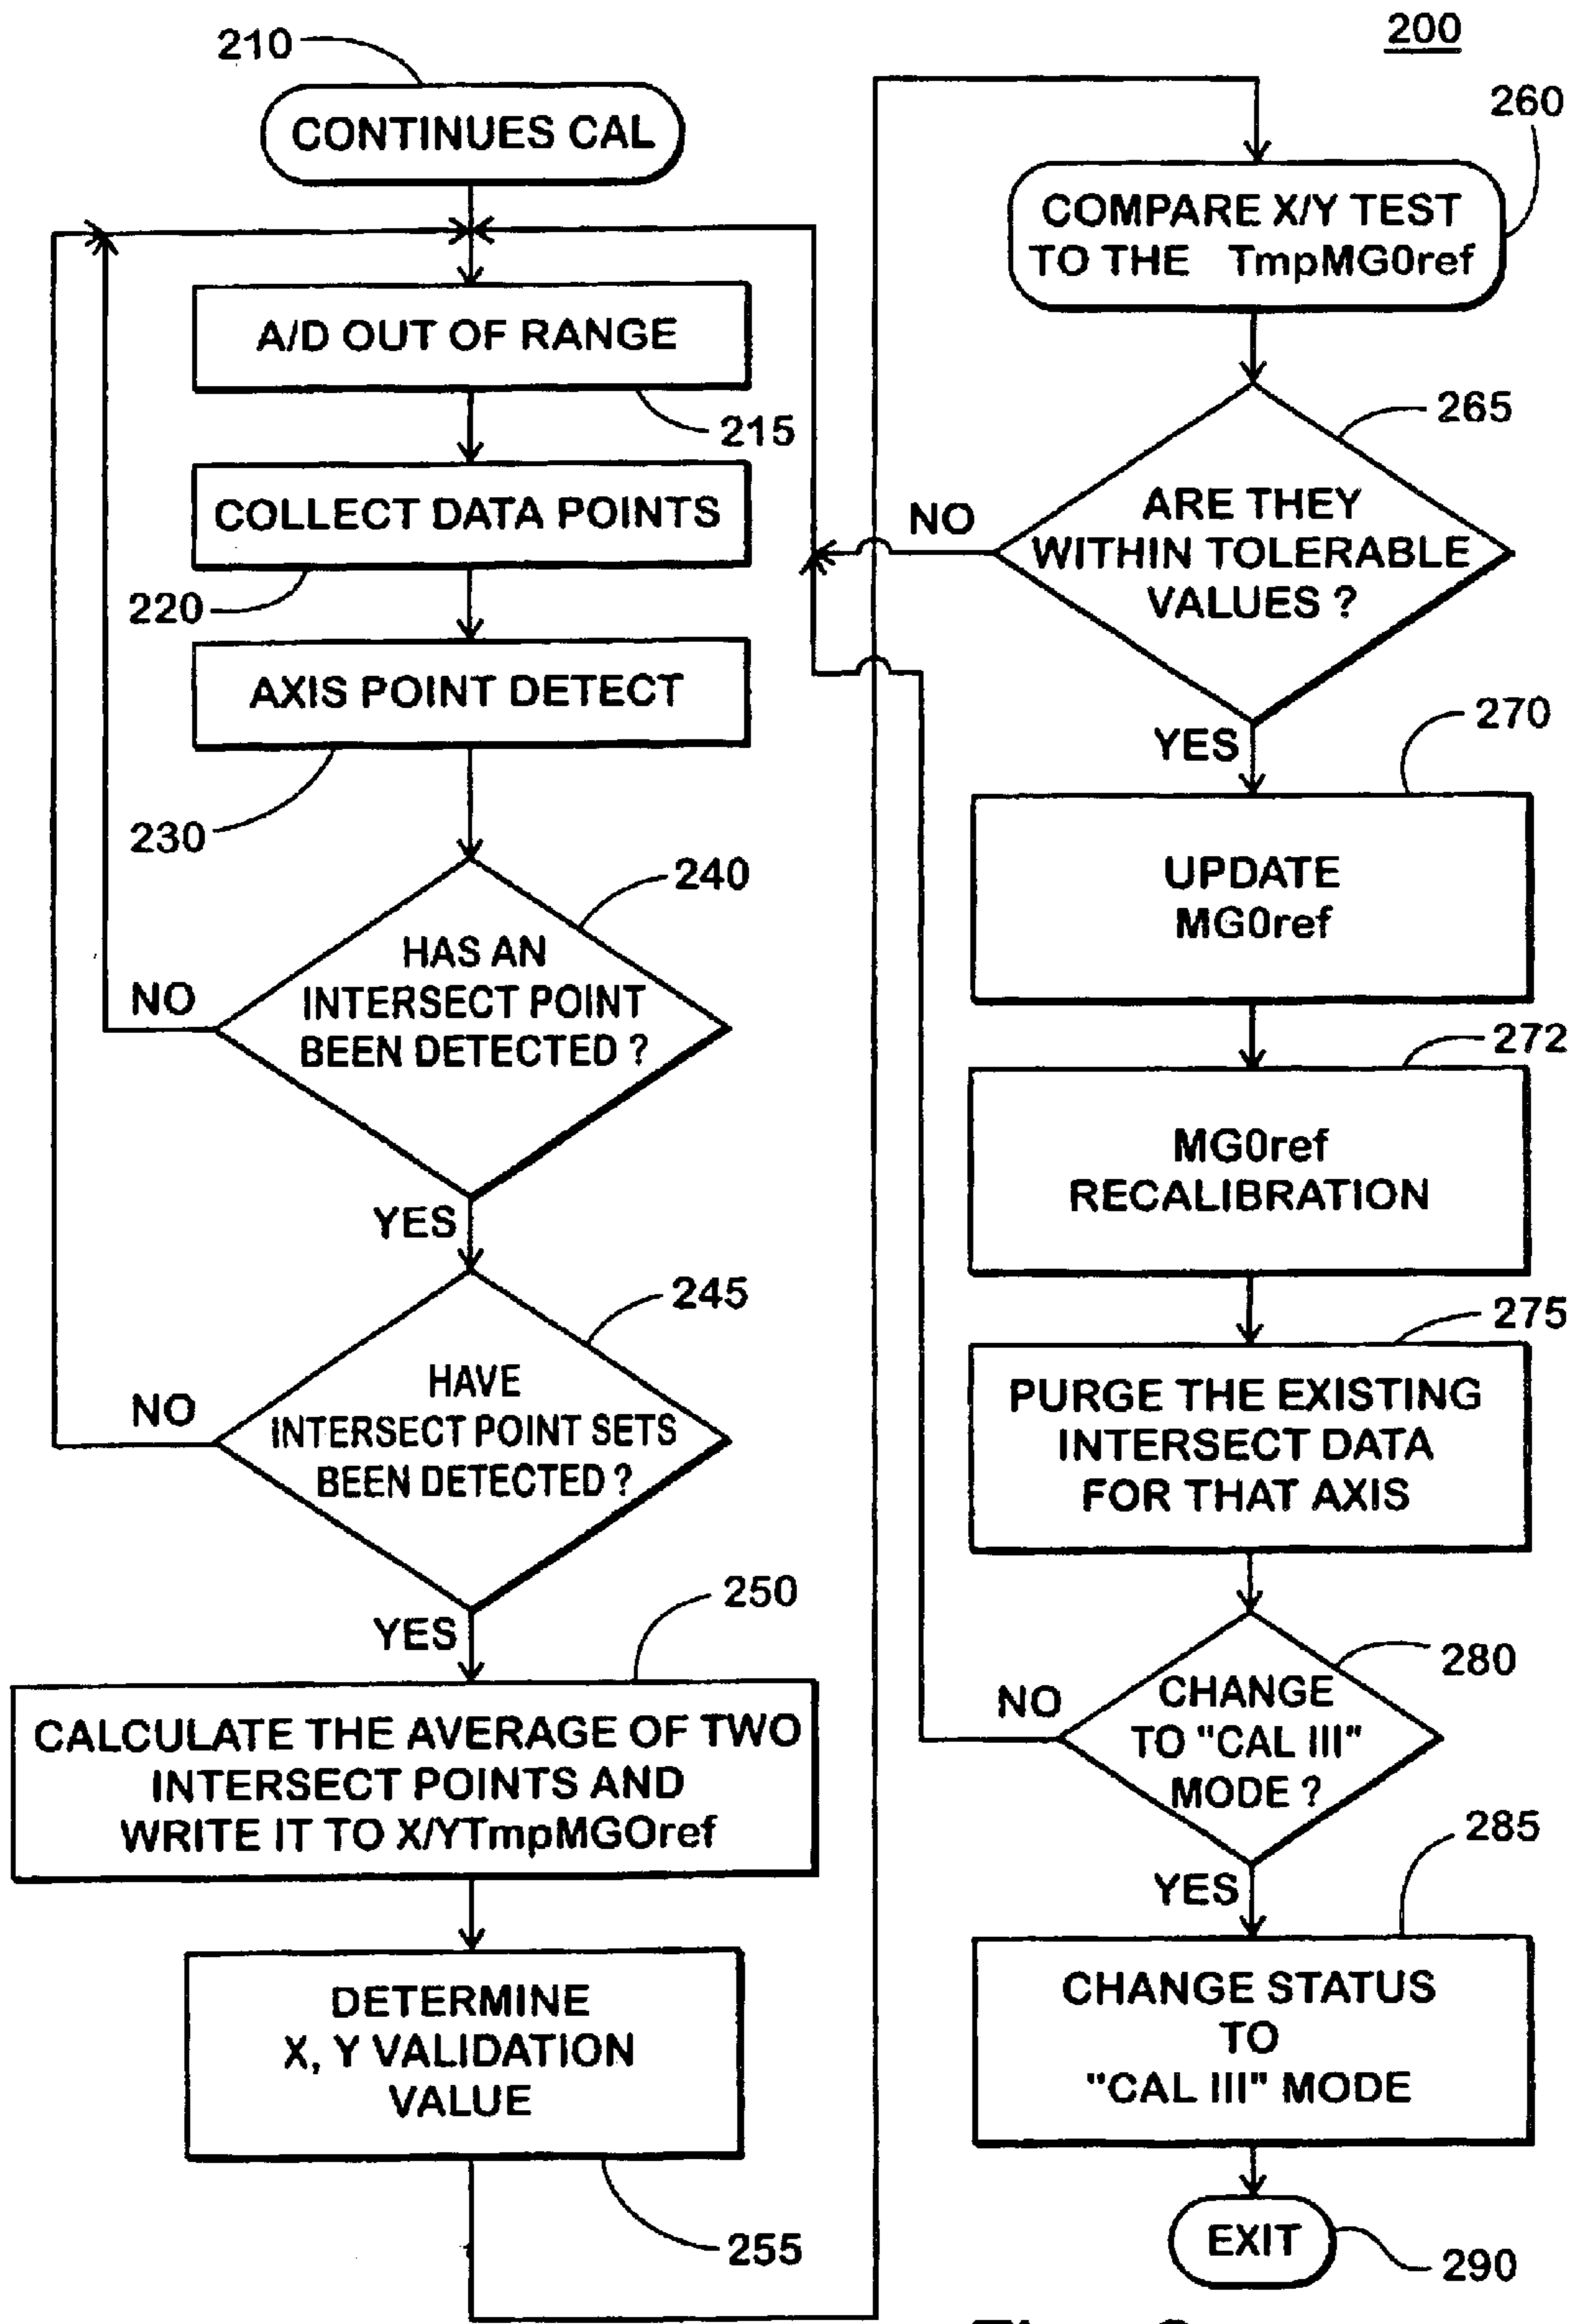 200
210
CONTINUES CAL
A/D OUT OF RANGE
215
COLLECT DATA POINTS
220
AXIS POINT DETECT
230
240
HAS AN
INTERSECT POINT
BEEN DETECTED ?
NO
YES
245
HAVE
INTERSECT POINT SETS
BEEN DETECTED ?
NO
YES
250
CALCULATE THE AVERAGE OF TWO
INTERSECT POINTS AND
WRITE IT TO X/YTmpMGOref
DETERMINE
X, Y VALIDATION
VALUE
255
260
COMPARE X/Y TEST
TO THE TmpMG0ref
265
ARE THEY
WITHIN TOLERABLE
VALUES ?
NO
YES
270
UPDATE
MG0ref
272
MG0ref
RECALIBRATION
275
PURGE THE EXISTING
INTERSECT DATA
FOR THAT AXIS
280
CHANGE
TO "CAL III"
MODE ?
NO
YES
285
CHANGE STATUS
TO
"CAL III" MODE
EXIT
290